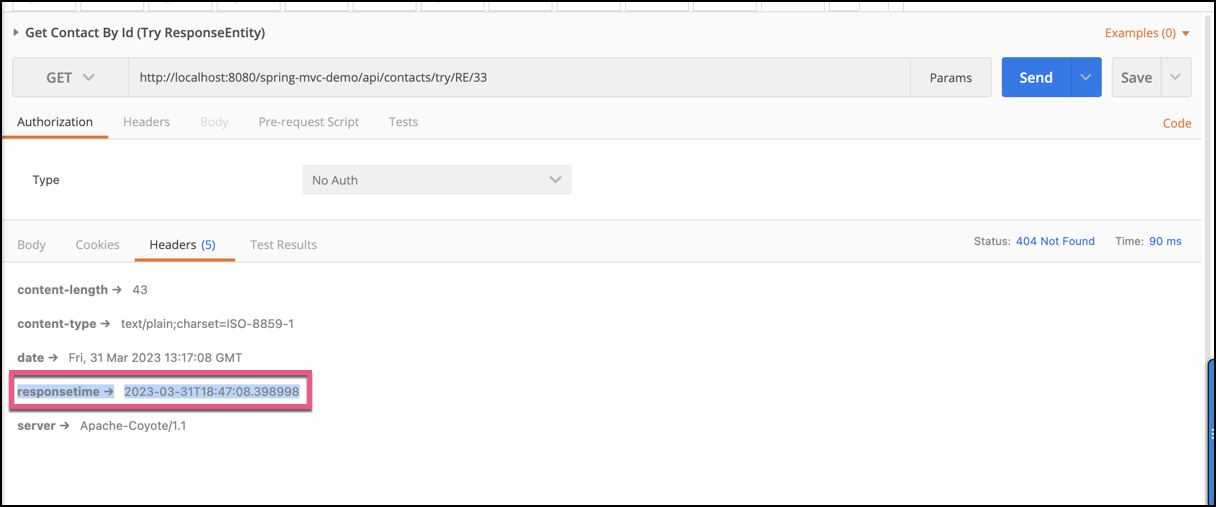 Get Contact By Id (Try ResponseEntity) Examples (0)
GET http://localhost:8080/spring-mvc-demo/api/contacts/try/RE/33 Params Send Save
Authorization Headers Body Pre-request Script Tests Code
Type No Auth
Body Cookies Headers (5) Test Results Status: 404 Not Found Time: 90 ms
content-length → 43
content-type → text/plain;charset=ISO-8859-1
date → Fri, 31 Mar 2023 13:17:08 GMT
responsetime → 2023-03-31T18:47:08.398998
server → Apache-Coyote/1.1